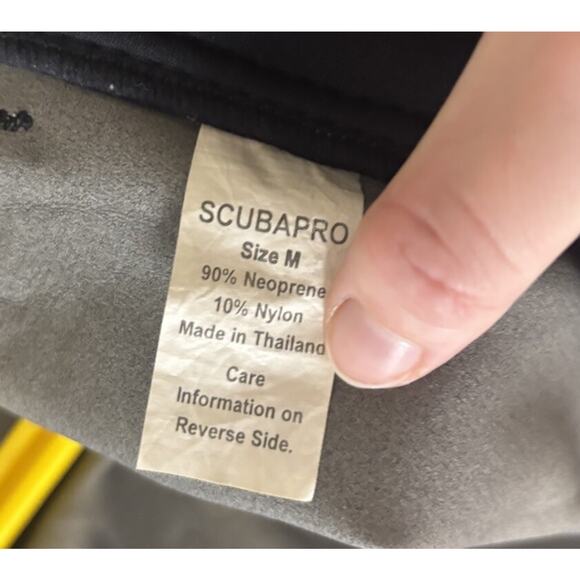 SCUBAPRO
Size M
90% Neoprene
10% Nylon
Made in Thailand
Care
Information on
Reverse Side.